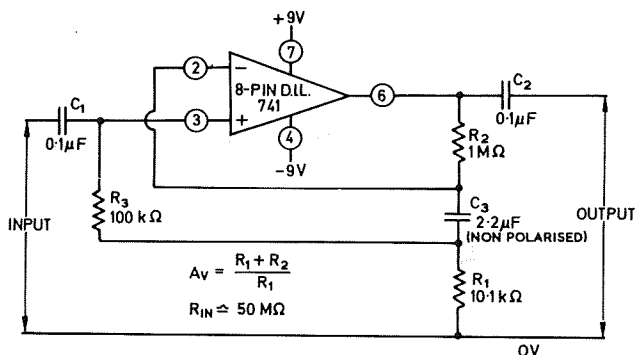 +9V
7
2
−
8-PIN D.I.L.
741
6
C2
0·1µF
C1
0·1µF
3
+
4
−9V
R2
1MΩ
R3
100 kΩ
C3
2·2µF
(NON POLARISED)
INPUT
OUTPUT
AV = R1 + R2
R1
RIN ≏ 50 MΩ
R1
10·1kΩ
0V